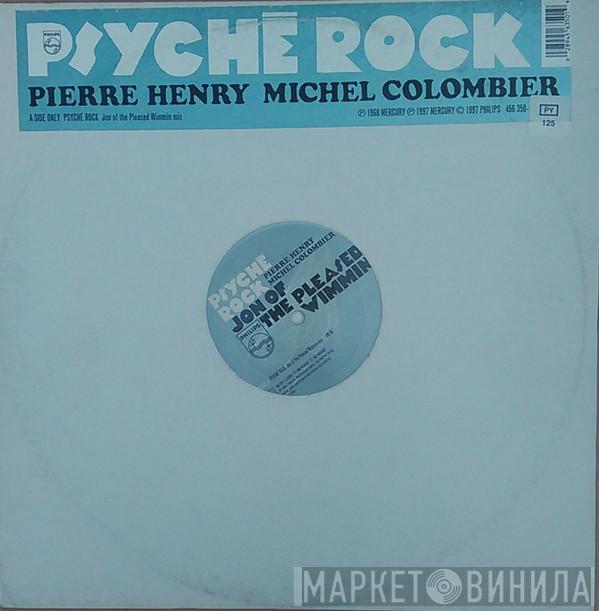 PHILIPS
PSYCHĒ ROCK
PIERRE HENRY MICHEL COLOMBIER
A SIDE ONLY PSYCHÉ ROCK Jon of the Pleased Wimmin mix
℗ 1968 MERCURY ℗ 1997 MERCURY © 1997 PHILIPS 456 350-
PY
125
PSYCHĒ
ROCK
PIERRE HENRY
MICHEL COLOMBIER
JON OF
THE PLEASED
WIMMIN
PHILIPS
МАРКЕТ ВИНИЛА